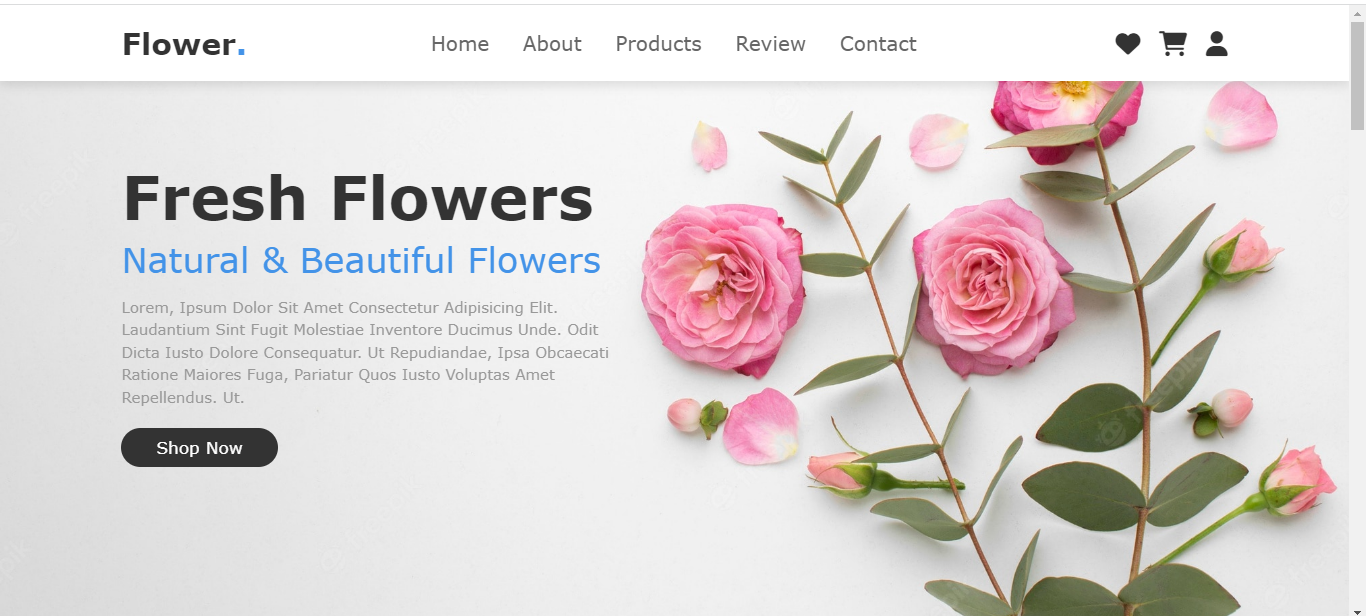 Flower.
Home About Products Review Contact
Fresh Flowers
Natural & Beautiful Flowers
Lorem, Ipsum Dolor Sit Amet Consectetur Adipisicing Elit.
Laudantium Sint Fugit Molestiae Inventore Ducimus Unde. Odit
Dicta Iusto Dolore Consequatur. Ut Repudiandae, Ipsa Obcaecati
Ratione Maiores Fuga, Pariatur Quos Iusto Voluptas Amet
Repellendus. Ut.
Shop Now